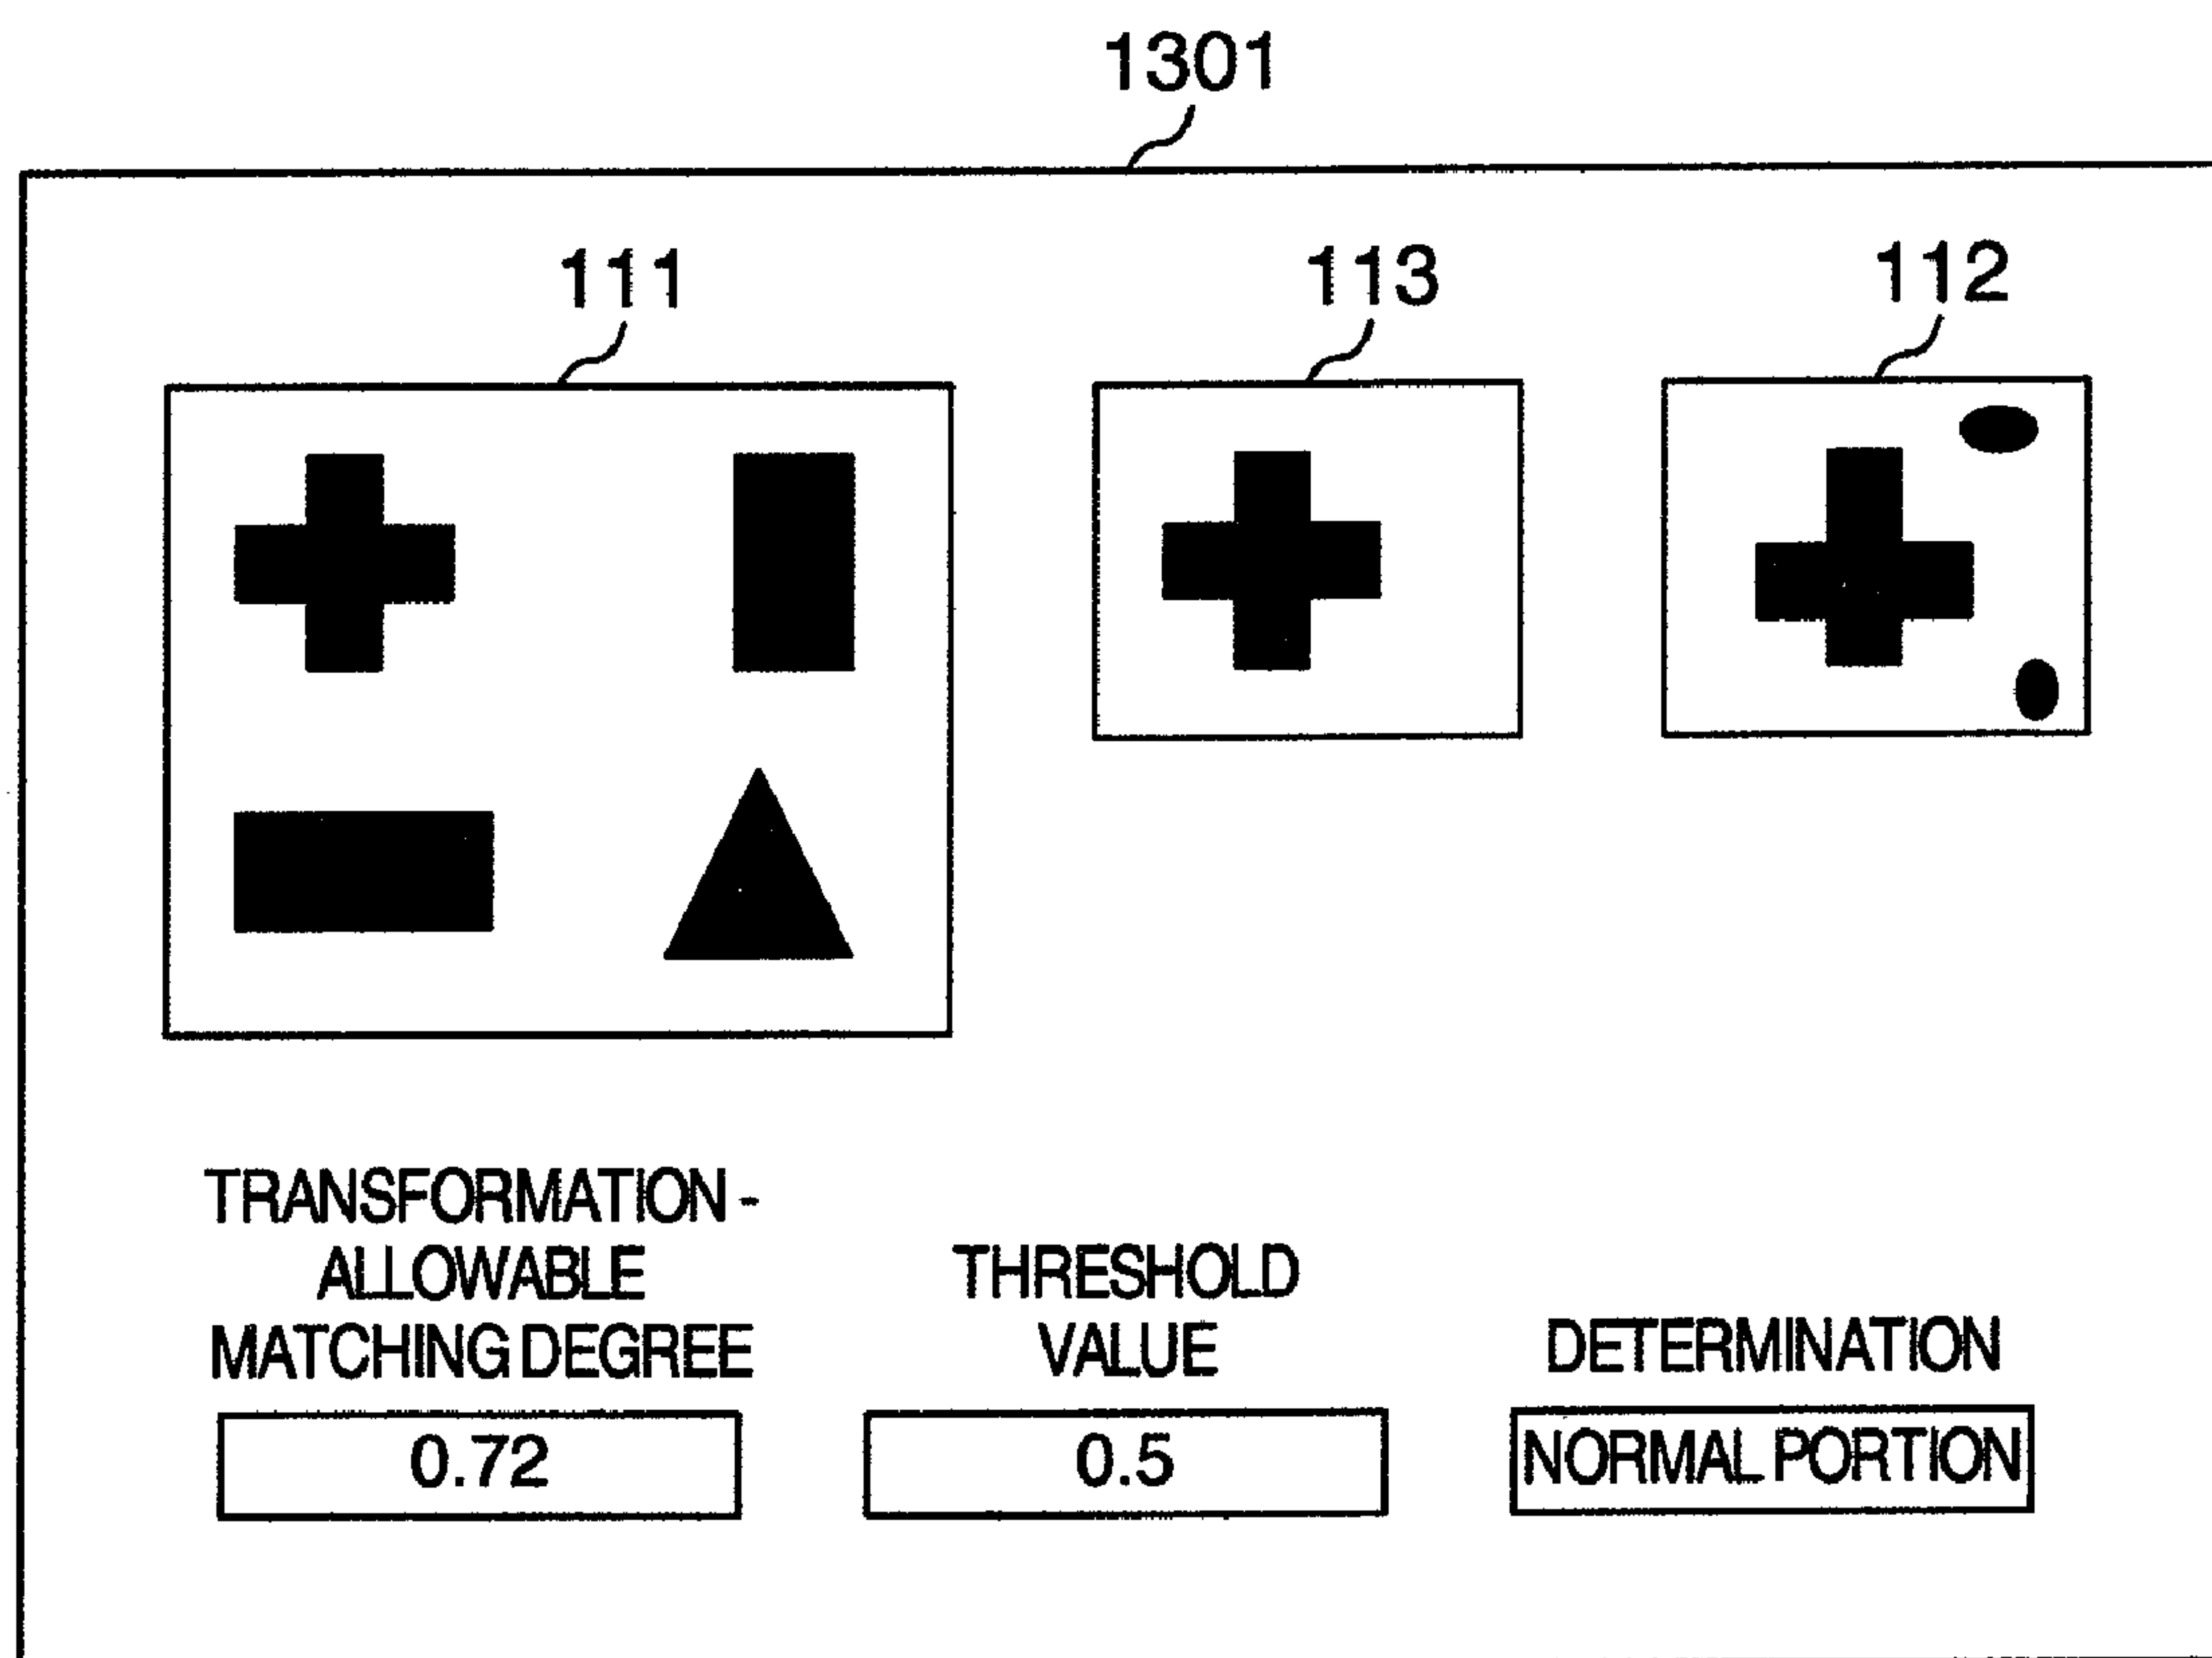 1301
111
113
112
TRANSFORMATION-
ALLOWABLE
MATCHING DEGREE
THRESHOLD
VALUE
DETERMINATION
0.72
0.5
NORMAL PORTION